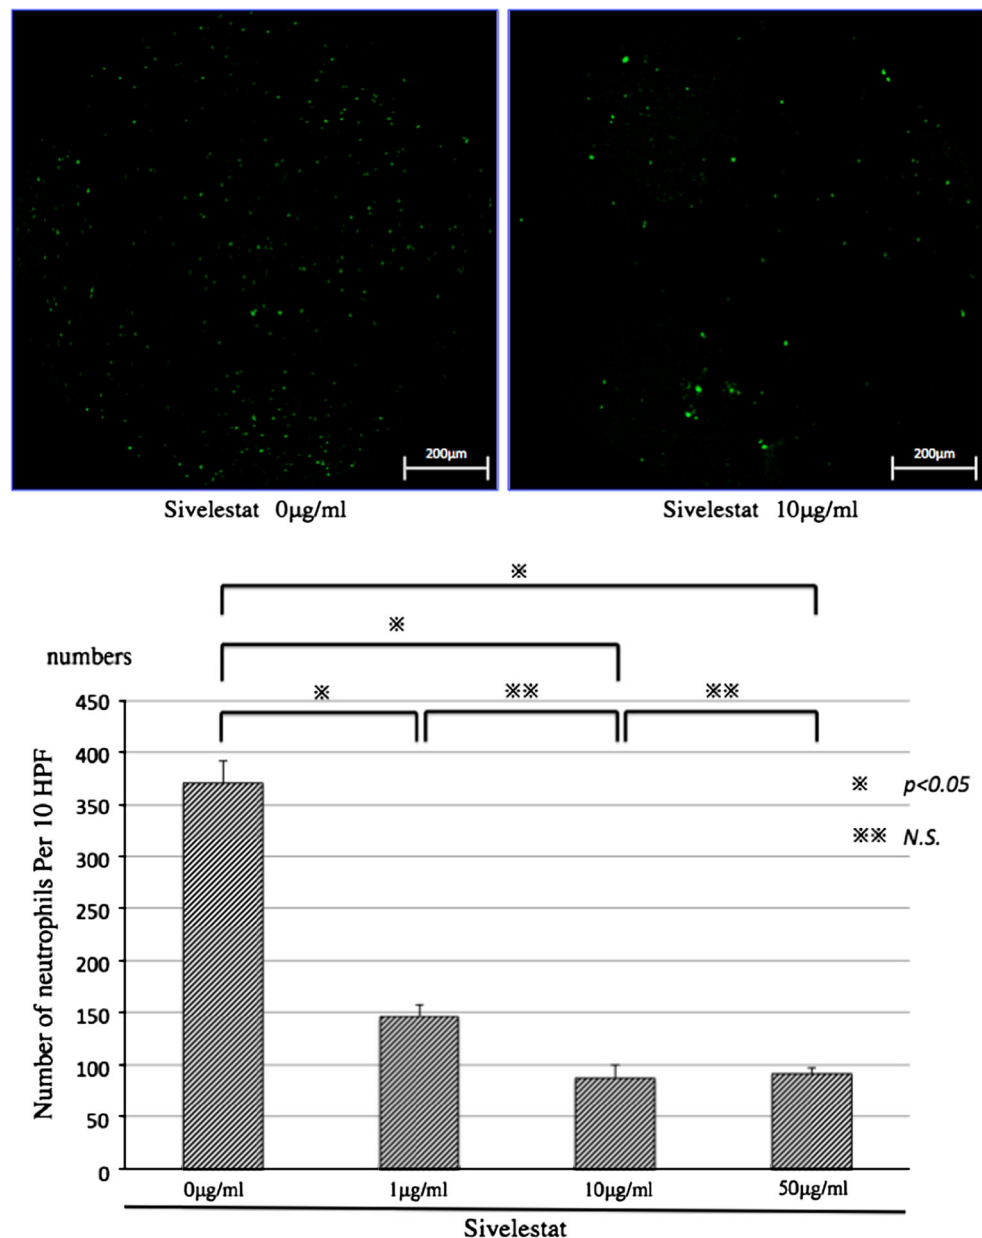 200μm 200μm
Sivelestat 0μg/ml Sivelestat 10μg/ml
※
※
numbers
※ ※※ ※※
450
400
※ p<0.05
350
※※ N.S.
300
250
200
150
100
50
0
Number of neutrophils Per 10 HPF
0μg/ml 1μg/ml 10μg/ml 50μg/ml
Sivelestat